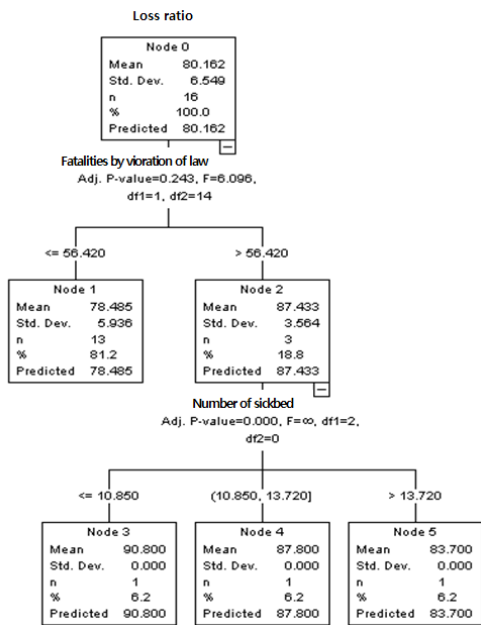 Loss ratio
Node 0
Mean 80.162
Std. Dev. 6.549
n 16
% 100.0
Predicted 80.162
Fatalities by vioration of law
Adj. P-value=0.243, F=6.096,
df1=1, df2=14
<= 56.420
> 56.420
Node 1
Mean 78.485
Std. Dev. 5.936
n 13
% 81.2
Predicted 78.485
Node 2
Mean 87.433
Std. Dev. 3.564
n 3
% 18.8
Predicted 87.433
Number of sickbed
Adj. P-value=0.000, F=∞, df1=2,
df2=0
<= 10.850
(10.850, 13.720]
> 13.720
Node 3
Mean 90.800
Std. Dev. 0.000
n 1
% 6.2
Predicted 90.800
Node 4
Mean 87.800
Std. Dev. 0.000
n 1
% 6.2
Predicted 87.800
Node 5
Mean 83.700
Std. Dev. 0.000
n 1
% 6.2
Predicted 83.700